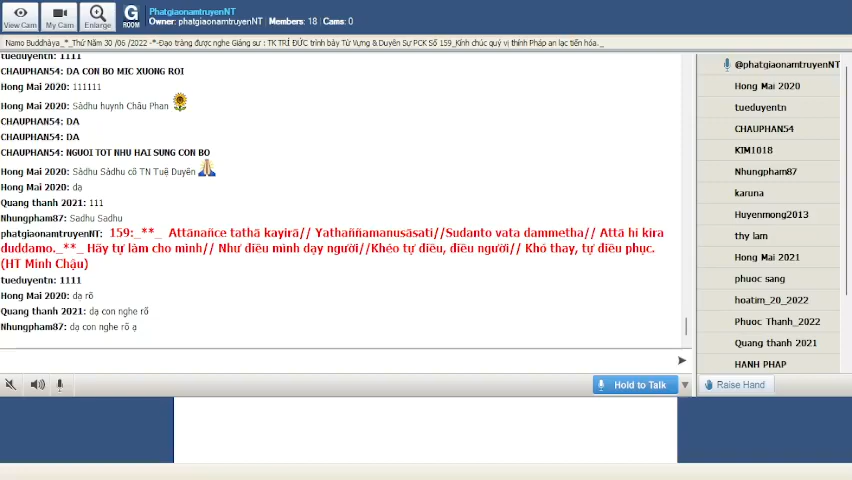 View Cam
My Cam
Enlarge
G
ROOM
PhatgiaonamtruyenNT
Owner: phatgiaonamtruyenNT | Members: 18 | Cams: 0
Namo Buddhàya_*_Thứ Năm 30 /06 /2022 -*-Đạo tràng được nghe Giảng sư : TK TRÍ ĐỨC trình bày Từ Vựng & Duyên Sự PCK Số 159_Kính chúc quý vị thính Pháp an lạc tiến hóa._
tueduyentn: 1111
CHAUPHAN54: DA CON BO MIC XUONG ROI
Hong Mai 2020: 111111
Hong Mai 2020: Sàdhu huynh Châu Phan
CHAUPHAN54: DA
CHAUPHAN54: DA
CHAUPHAN54: NGUOI TOT NHU HAI SUNG CON BO
Hong Mai 2020: Sàdhu Sàdhu cô TN Tuệ Duyên
Hong Mai 2020: dạ
Quang thanh 2021: 111
Nhungpham87: Sadhu Sadhu
phatgiaonamtruyenNT: 159:_**_ Attānañce tathā kayirā// Yathaññamanusāsati//Sudanto vata dammetha// Attā hi kira
duddamo._**_ Hãy tự làm cho mình// Như điều mình dạy người//Khéo tự điều, điều người// Khó thay, tự điều phục.
(HT Minh Châu)
tueduyentn: 1111
Hong Mai 2020: dạ rõ
Quang thanh 2021: dạ con nghe rõ
Nhungpham87: dạ con nghe rõ ạ
Hold to Talk
@phatgiaonamtruyenNT
Hong Mai 2020
tueduyentn
CHAUPHAN54
KIM1018
Nhungpham87
karuna
Huyenmong2013
thy lam
Hong Mai 2021
phuoc sang
hoatim_20_2022
Phuoc Thanh_2022
Quang thanh 2021
HANH PHAP
Raise Hand